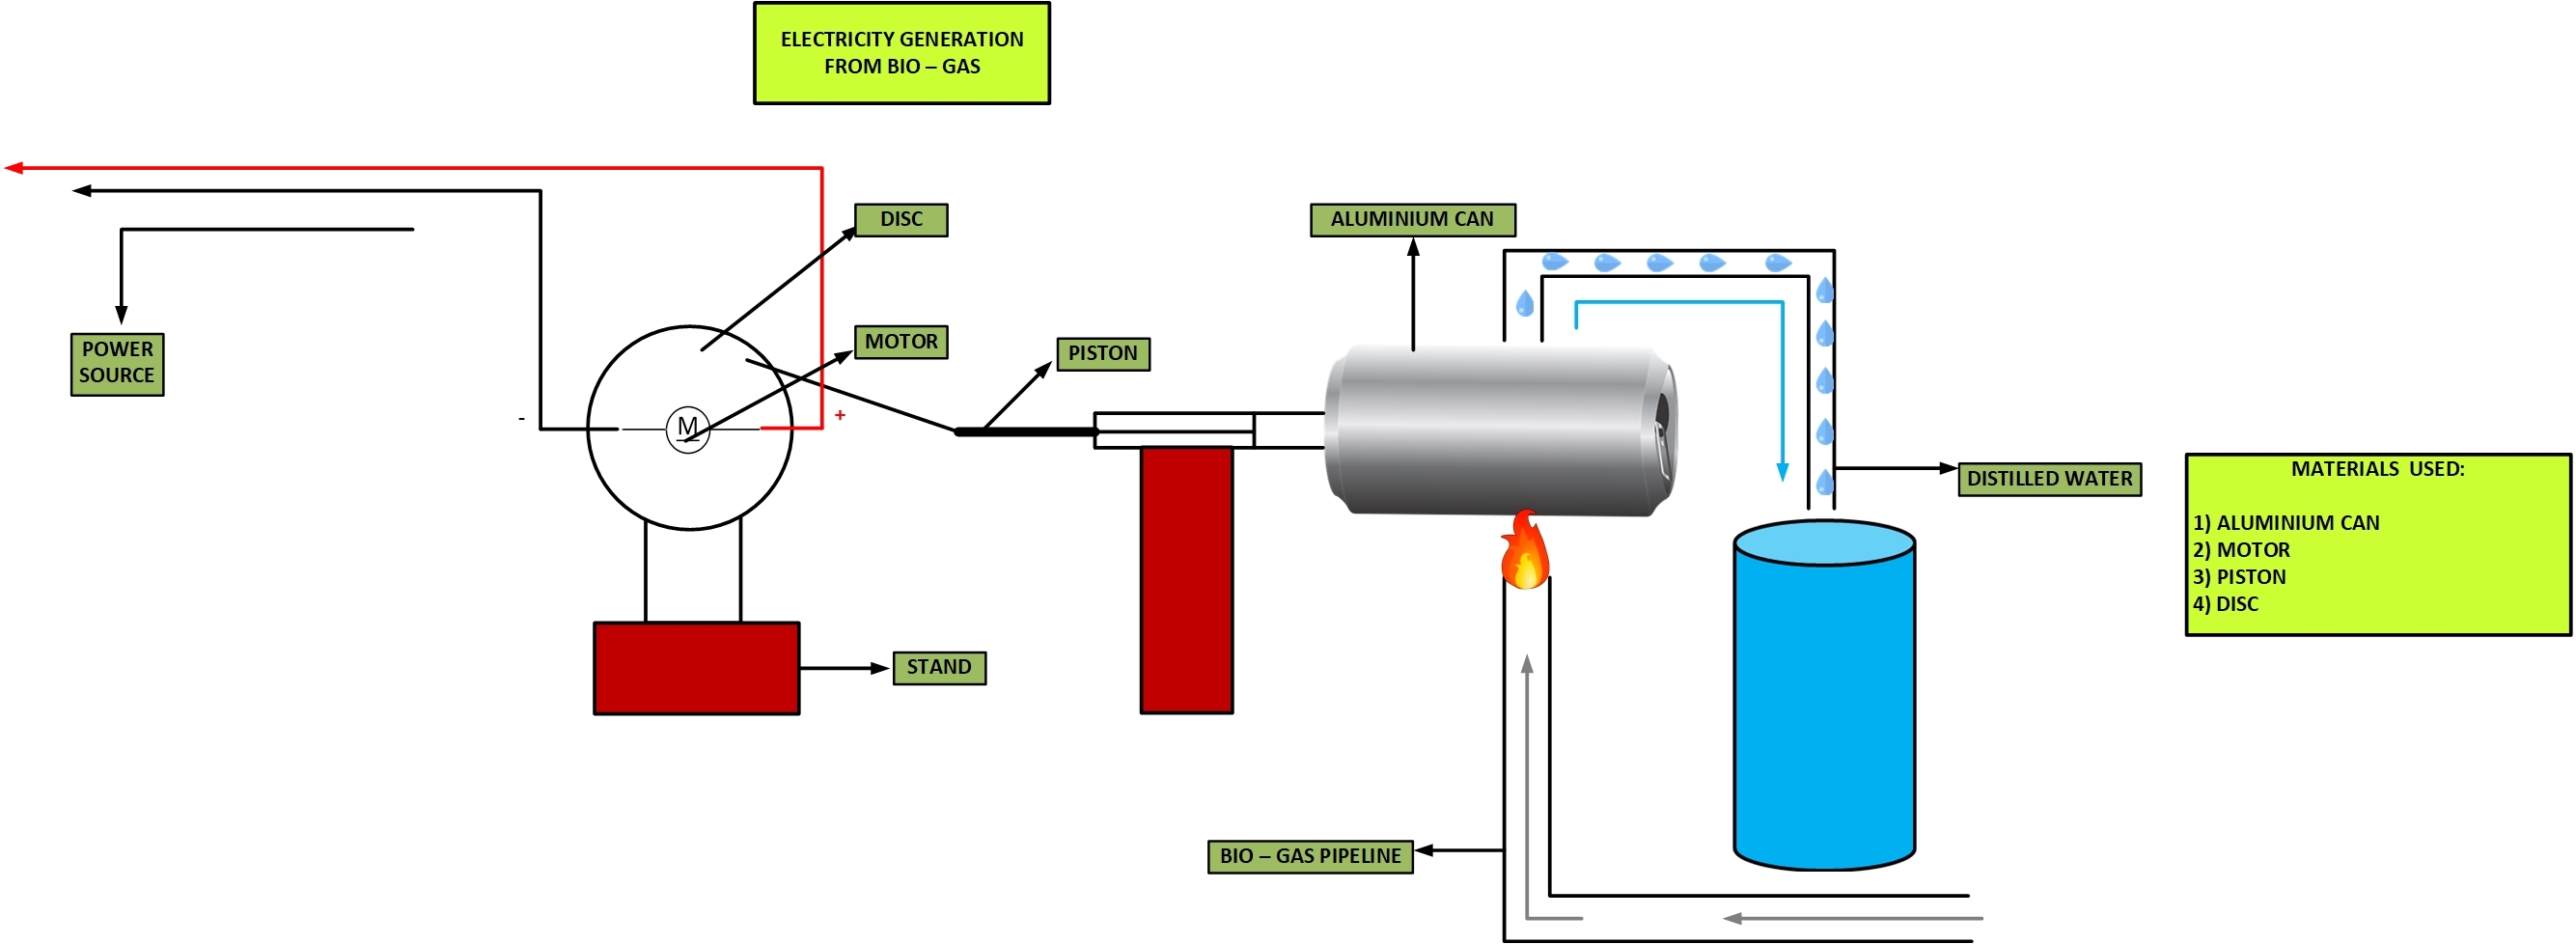 ELECTRICITY GENERATION
FROM BIO – GAS
DISC
ALUMINIUM CAN
MOTOR
PISTON
POWER
SOURCE
-
+
M
DISTILLED WATER
MATERIALS USED:
1) ALUMINIUM CAN
2) MOTOR
3) PISTON
4) DISC
STAND
BIO – GAS PIPELINE